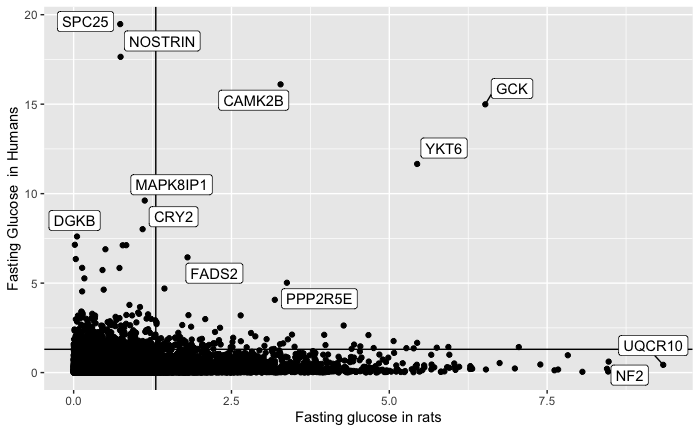 20
15
10
5
0
Fasting Glucose in Humans
SPC25
NOSTRIN
CAMK2B
GCK
YKT6
MAPK8IP1
CRY2
DGKB
FADS2
PPP2R5E
UQCR10
NF2
0.0
2.5
5.0
7.5
Fasting glucose in rats